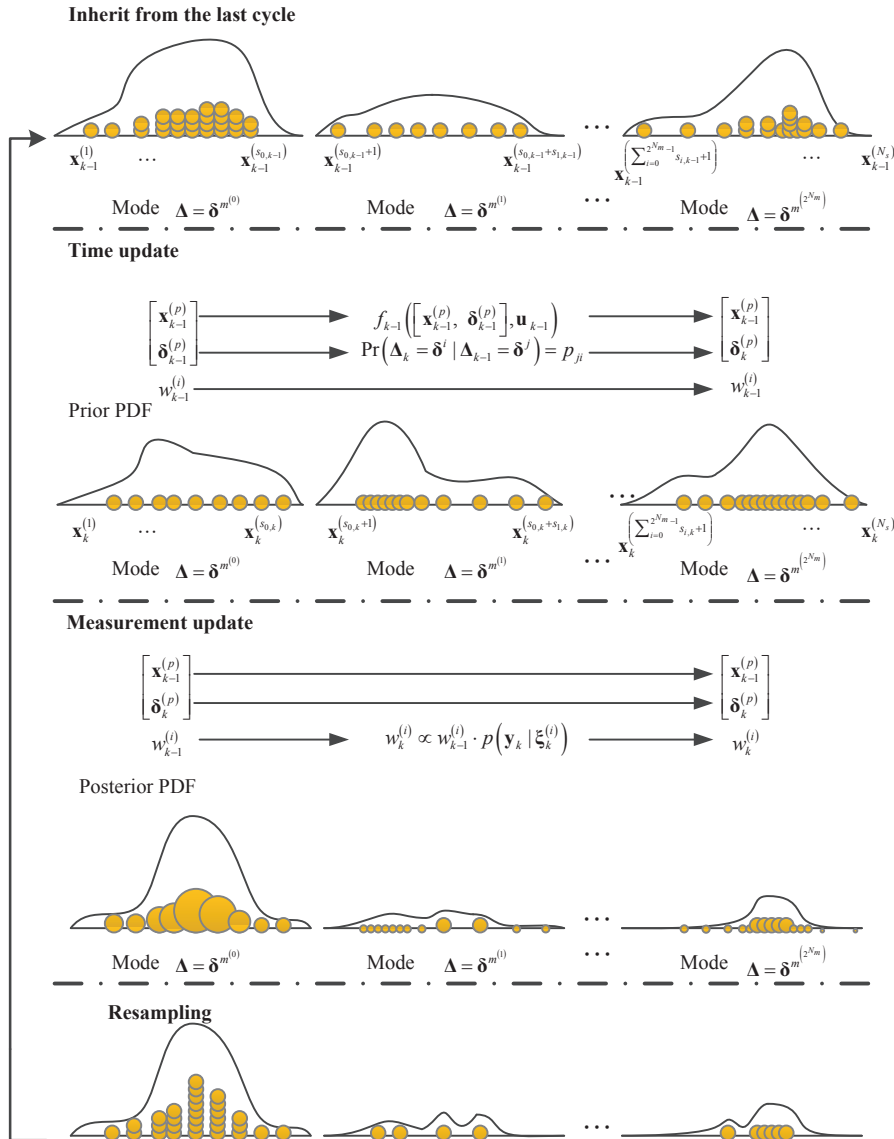 Inherit from the last cycle
x_{k-1}^{(1)} ... x_{k-1}^{(s_{0,k-1})} x_{k-1}^{(s_{0,k-1}+1)} x_{k-1}^{(s_{0,k-1}+s_{1,k-1})} ... x_{k-1}^{(\sum_{i=0}^{2^{N_m-1}} s_{i,k-1}+1)} ... x_{k-1}^{(N_s)}
Mode Δ = δ^{m^{(0)}} Mode Δ = δ^{m^{(1)}} ... Mode Δ = δ^{m^{(2^{N_m})}}
Time update
[x_{k-1}^{(p)} δ_{k-1}^{(p)}] f_{k-1}([x_{k-1}^{(p)}, δ_{k-1}^{(p)}], u_{k-1}) [x_{k-1}^{(p)} δ_k^{(p)}]
Pr(Δ_k = δ^i | Δ_{k-1} = δ^j) = p_{ji}
w_{k-1}^{(i)} w_{k-1}^{(i)}
Prior PDF
...
x_k^{(1)} ... x_k^{(s_{0,k})} x_k^{(s_{0,k}+1)} x_k^{(s_{0,k}+s_{1,k})} ... x_k^{(\sum_{i=0}^{2^{N_m-1}} s_{i,k}+1)} ... x_k^{(N_s)}
Mode Δ = δ^{m^{(0)}} Mode Δ = δ^{m^{(1)}} Mode Δ = δ^{m^{(2^{N_m})}}
Measurement update
[x_{k-1}^{(p)} δ_k^{(p)}] [x_{k-1}^{(p)} δ_k^{(p)}]
w_{k-1}^{(i)} w_k^{(i)} ∝ w_{k-1}^{(i)} · p(y_k | ξ_k^{(i)}) w_k^{(i)}
Posterior PDF
...
Mode Δ = δ^{m^{(0)}} Mode Δ = δ^{m^{(1)}} ... Mode Δ = δ^{m^{(2^{N_m})}}
Resampling
...